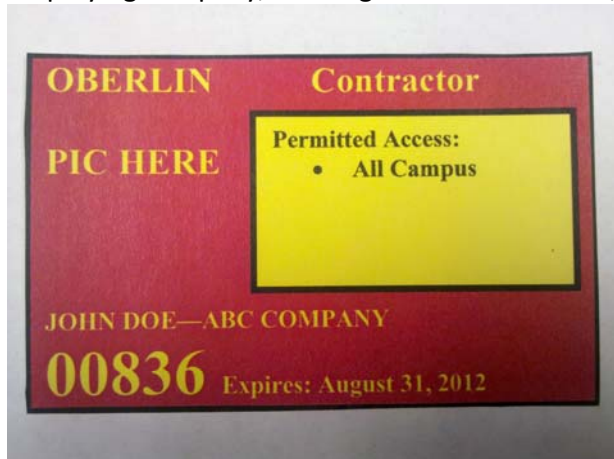 OBERLIN Contractor
PIC HERE
Permitted Access:
• All Campus
JOHN DOE—ABC COMPANY
00836 Expires: August 31, 2012